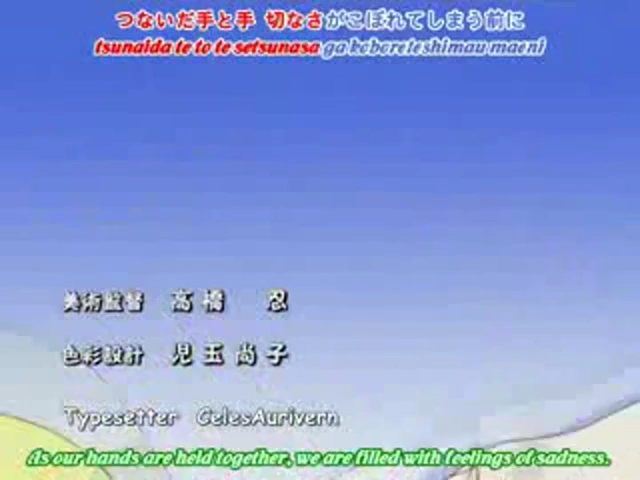 つないだ手と手 切なさがこぼれてしまう前に
tsunaida te to te setsunasa ga koboreteshimau maeni
美術監督 高橋 忍
色彩設計 児玉尚子
Typesetter CelesAurivern
As our hands are held together, we are filled with feelings of sadness.